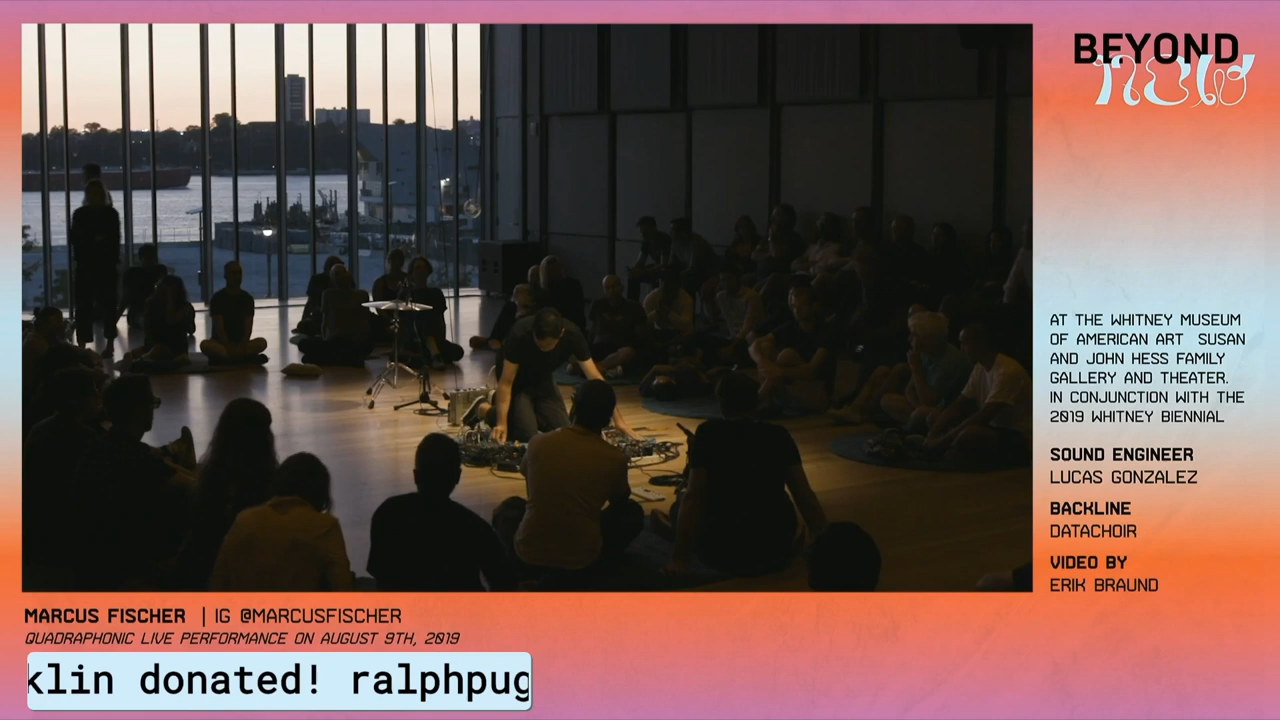 BEYOND
now
AT THE WHITNEY MUSEUM
OF AMERICAN ART SUSAN
AND JOHN HESS FAMILY
GALLERY AND THEATER.
IN CONJUNCTION WITH THE
2019 WHITNEY BIENNIAL
SOUND ENGINEER
LUCAS GONZALEZ
BACKLINE
DATACHOIR
VIDEO BY
ERIK BRAUND
MARCUS FISCHER | IG @MARCUSFISCHER
QUADRAPHONIC LIVE PERFORMANCE ON AUGUST 9TH, 2019
klin donated! ralphpug